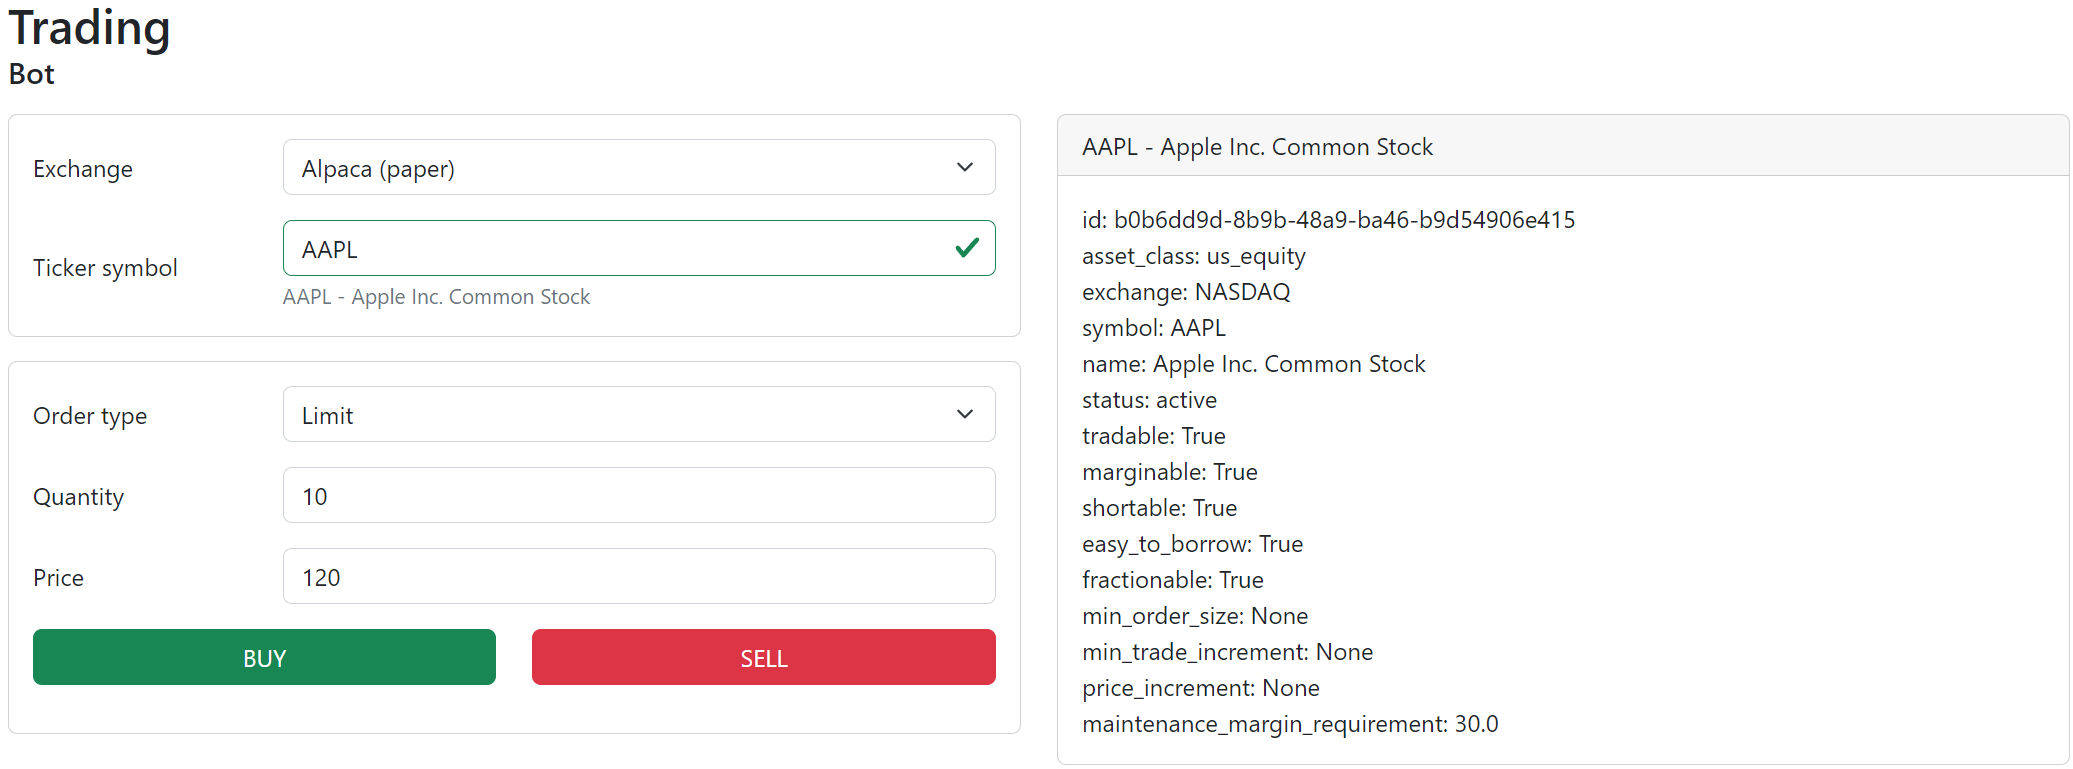 Trading
Bot
Exchange
Alpaca (paper)
Ticker symbol
AAPL
AAPL - Apple Inc. Common Stock
Order type
Limit
Quantity
10
Price
120
BUY
SELL
AAPL - Apple Inc. Common Stock
id: b0b6dd9d-8b9b-48a9-ba46-b9d54906e415
asset_class: us_equity
exchange: NASDAQ
symbol: AAPL
name: Apple Inc. Common Stock
status: active
tradable: True
marginable: True
shortable: True
easy_to_borrow: True
fractionable: True
min_order_size: None
min_trade_increment: None
price_increment: None
maintenance_margin_requirement: 30.0